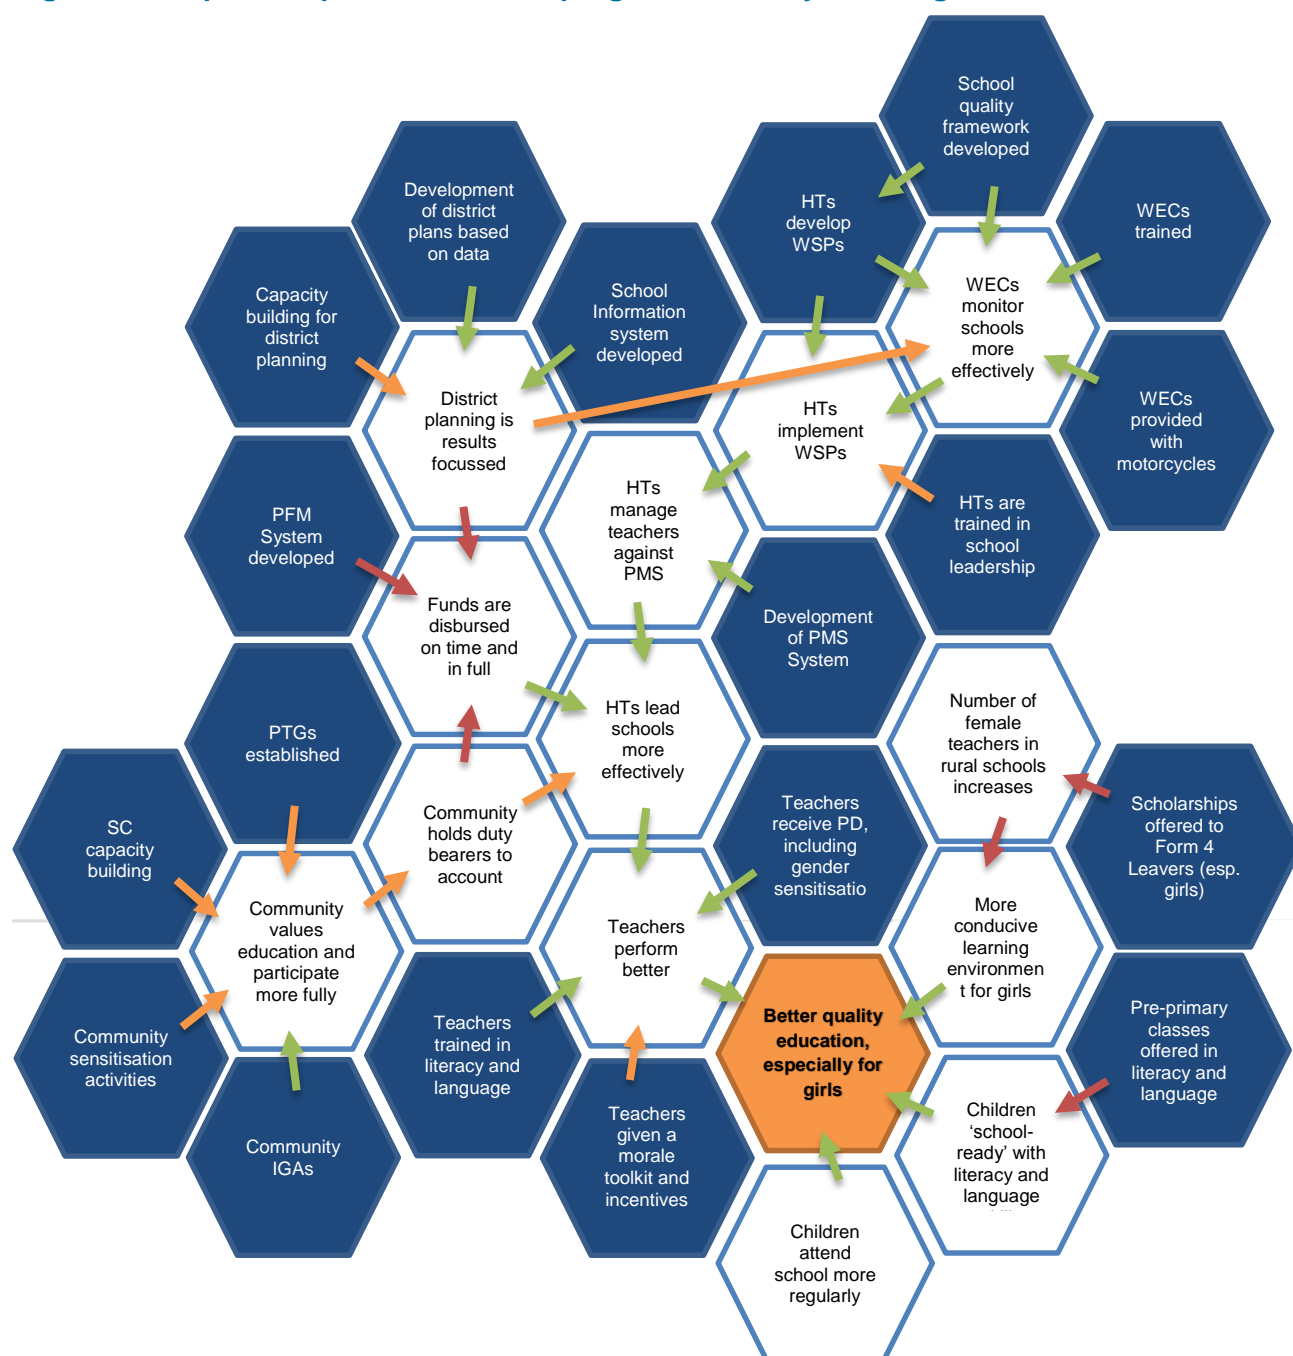 School
quality
framework
developed
Development
of district
plans based
on data
HTs
develop
WSPs
WECs
trained
Capacity
building for
district
planning
School
Information
system
developed
WECs
monitor
schools
more
effectively
District
planning is
results
focussed
HTs
implement
WSPs
WECs
provided
with
motorcycles
PFM
System
developed
HTs
manage
teachers
against
PMS
HTs are
trained in
school
leadership
Funds are
disbursed
on time and
in full
Development
of PMS
System
PTGs
established
HTs lead
schools
more
effectively
Number of
female
teachers in
rural schools
increases
SC
capacity
building
Community
holds duty
bearers to
account
Teachers
receive PD,
including
gender
sensitisatio
Scholarships
offered to
Form 4
Leavers (esp.
girls)
Community
values
education and
participate
more fully
Teachers
perform
better
More
conducive
learning
environmen
t for girls
Community
sensitisation
activities
Teachers
trained in
literacy and
language
Better quality
education,
especially for
girls
Pre-primary
classes
offered in
literacy and
language
Community
IGAs
Teachers
given a
morale
toolkit and
incentives
Children
‘school-
ready’ with
literacy and
language
Children
attend
school more
regularly